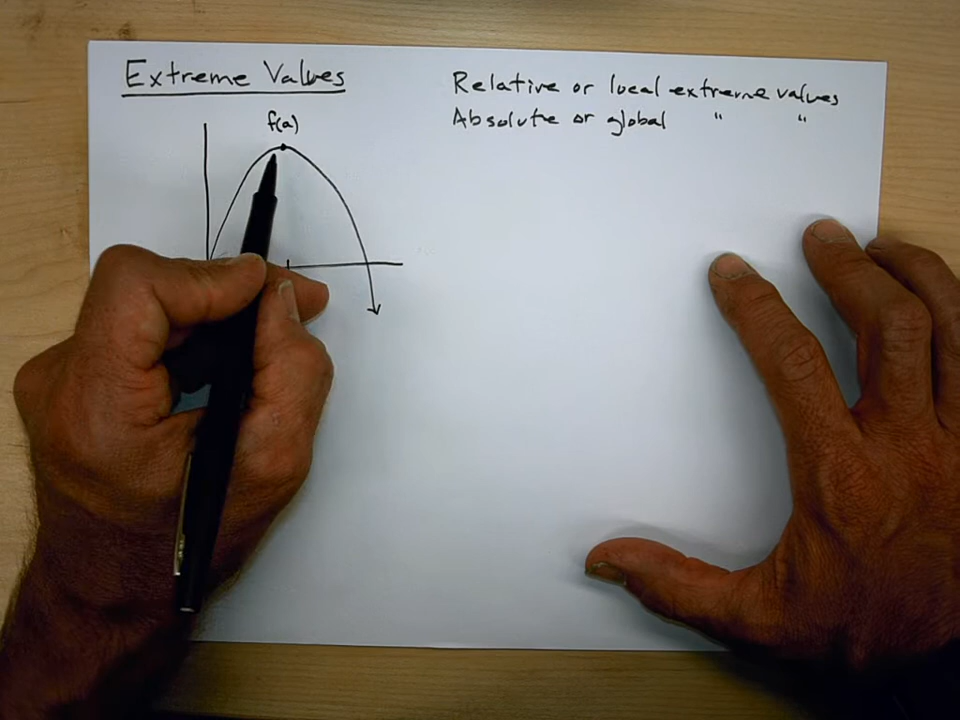 Extreme Values
Relative or local extreme values
Absolute or global " "
f(a)